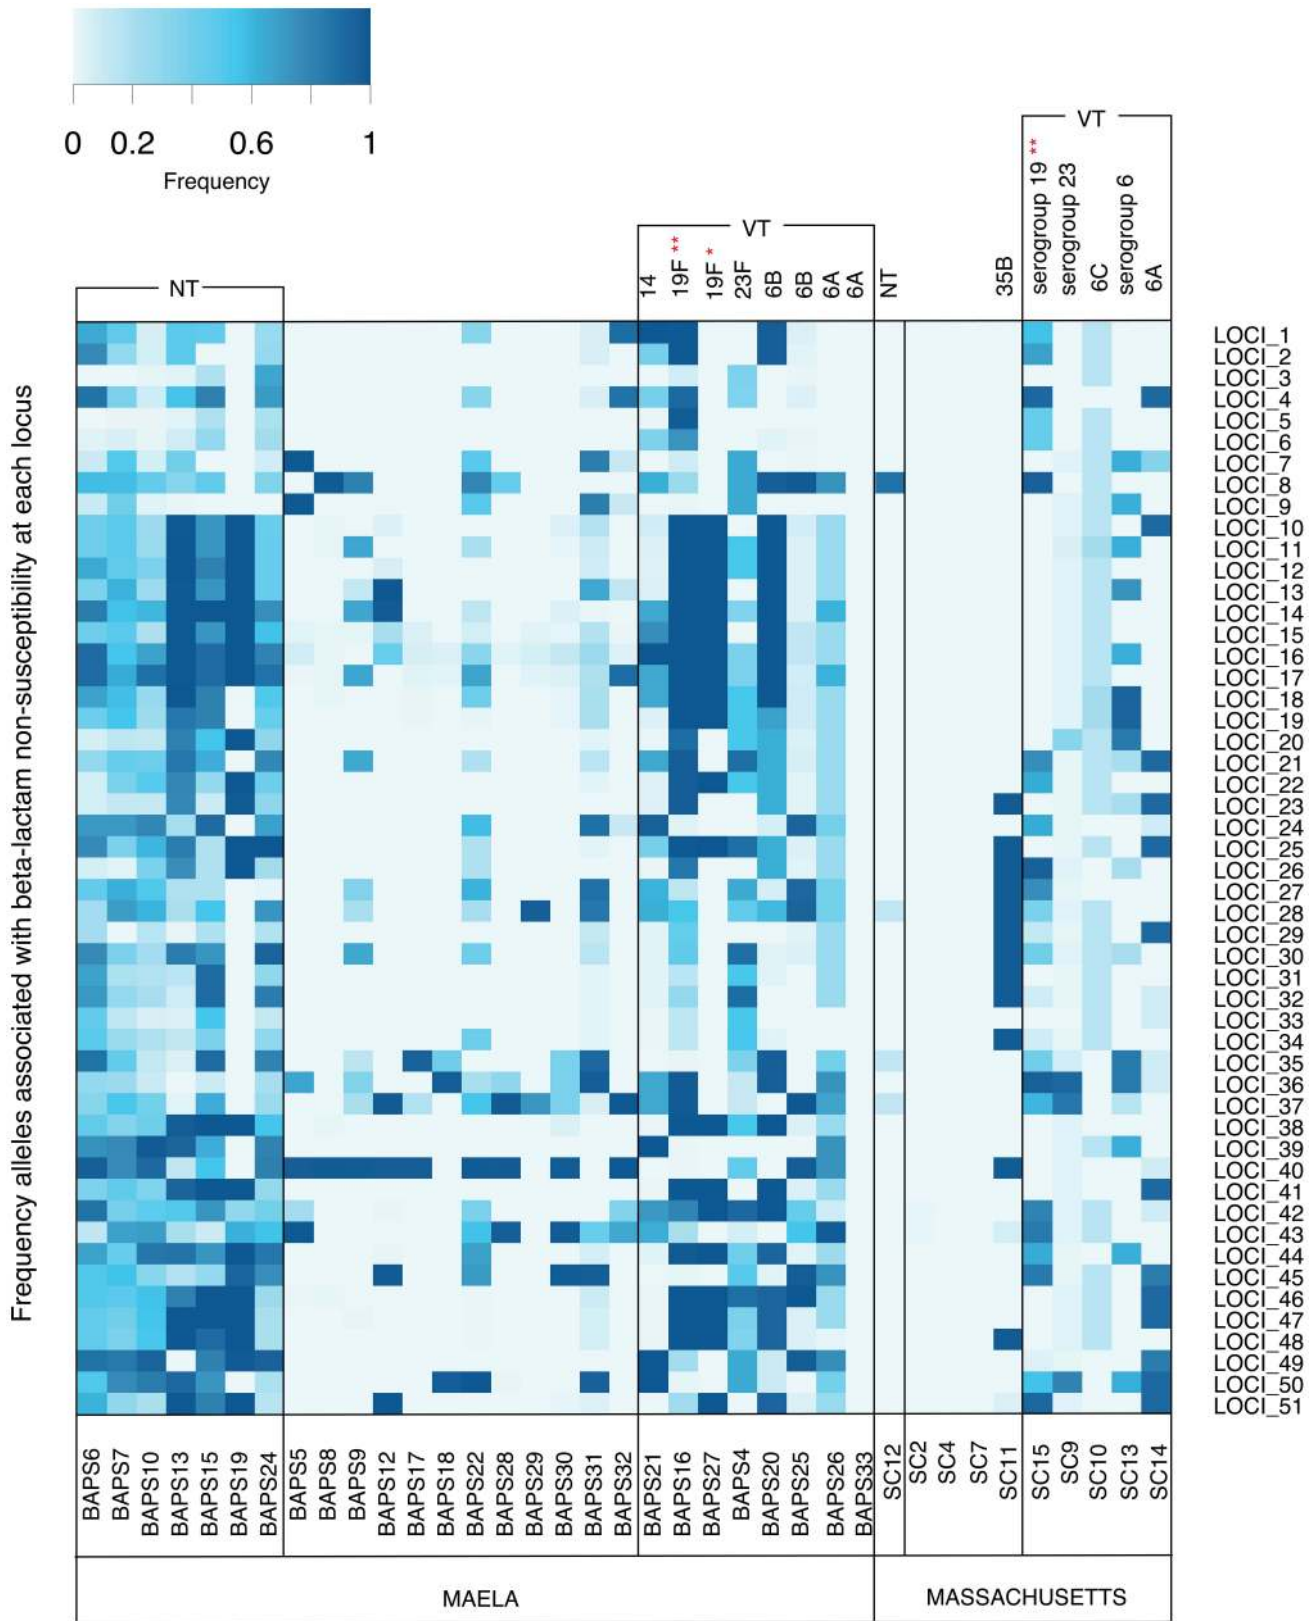 0 0.2 0.6 1
Frequency
VT
serogroup 19 **
serogroup 23
6C
serogroup 6
6A
VT
14
19F **
19F *
23F
6B
6B
6A
6A
NT
35B
NT
Frequency alleles associated with beta-lactam non-susceptibility at each locus
LOCI_1
LOCI_2
LOCI_3
LOCI_4
LOCI_5
LOCI_6
LOCI_7
LOCI_8
LOCI_9
LOCI_10
LOCI_11
LOCI_12
LOCI_13
LOCI_14
LOCI_15
LOCI_16
LOCI_17
LOCI_18
LOCI_19
LOCI_20
LOCI_21
LOCI_22
LOCI_23
LOCI_24
LOCI_25
LOCI_26
LOCI_27
LOCI_28
LOCI_29
LOCI_30
LOCI_31
LOCI_32
LOCI_33
LOCI_34
LOCI_35
LOCI_36
LOCI_37
LOCI_38
LOCI_39
LOCI_40
LOCI_41
LOCI_42
LOCI_43
LOCI_44
LOCI_45
LOCI_46
LOCI_47
LOCI_48
LOCI_49
LOCI_50
LOCI_51
BAPS6
BAPS7
BAPS10
BAPS13
BAPS15
BAPS19
BAPS24
BAPS5
BAPS8
BAPS9
BAPS12
BAPS17
BAPS18
BAPS22
BAPS28
BAPS29
BAPS30
BAPS31
BAPS32
BAPS21
BAPS16
BAPS27
BAPS4
BAPS20
BAPS25
BAPS26
BAPS33
SC12
SC2
SC4
SC7
SC11
SC15
SC9
SC10
SC13
SC14
MAELA
MASSACHUSETTS